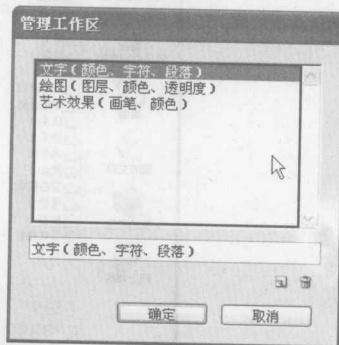 管理工作区
文字（颜色、字符、段落）
绘图（图层、颜色、透明度）
艺术效果（画笔、颜色）
文字（颜色、字符、段落）
确定
取消